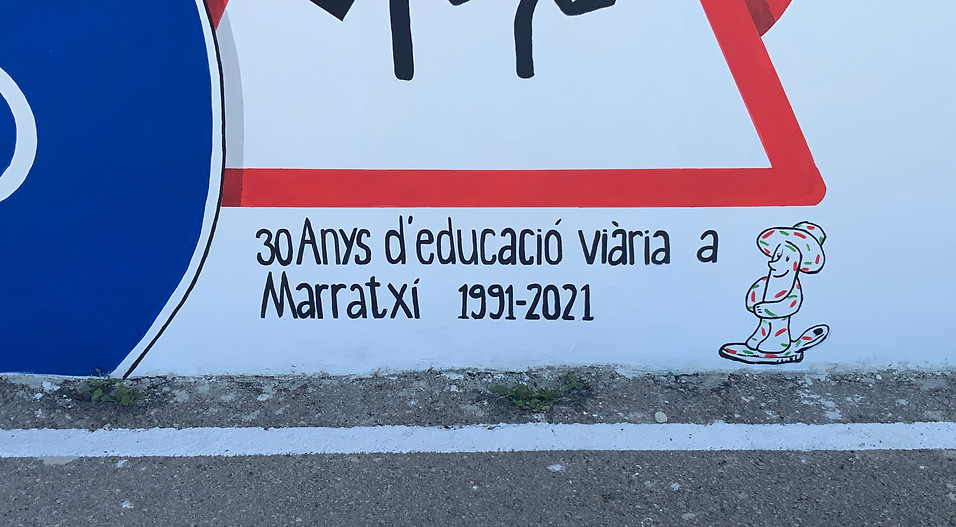 30 Anys d'educació viària a
Marratxí 1991-2021